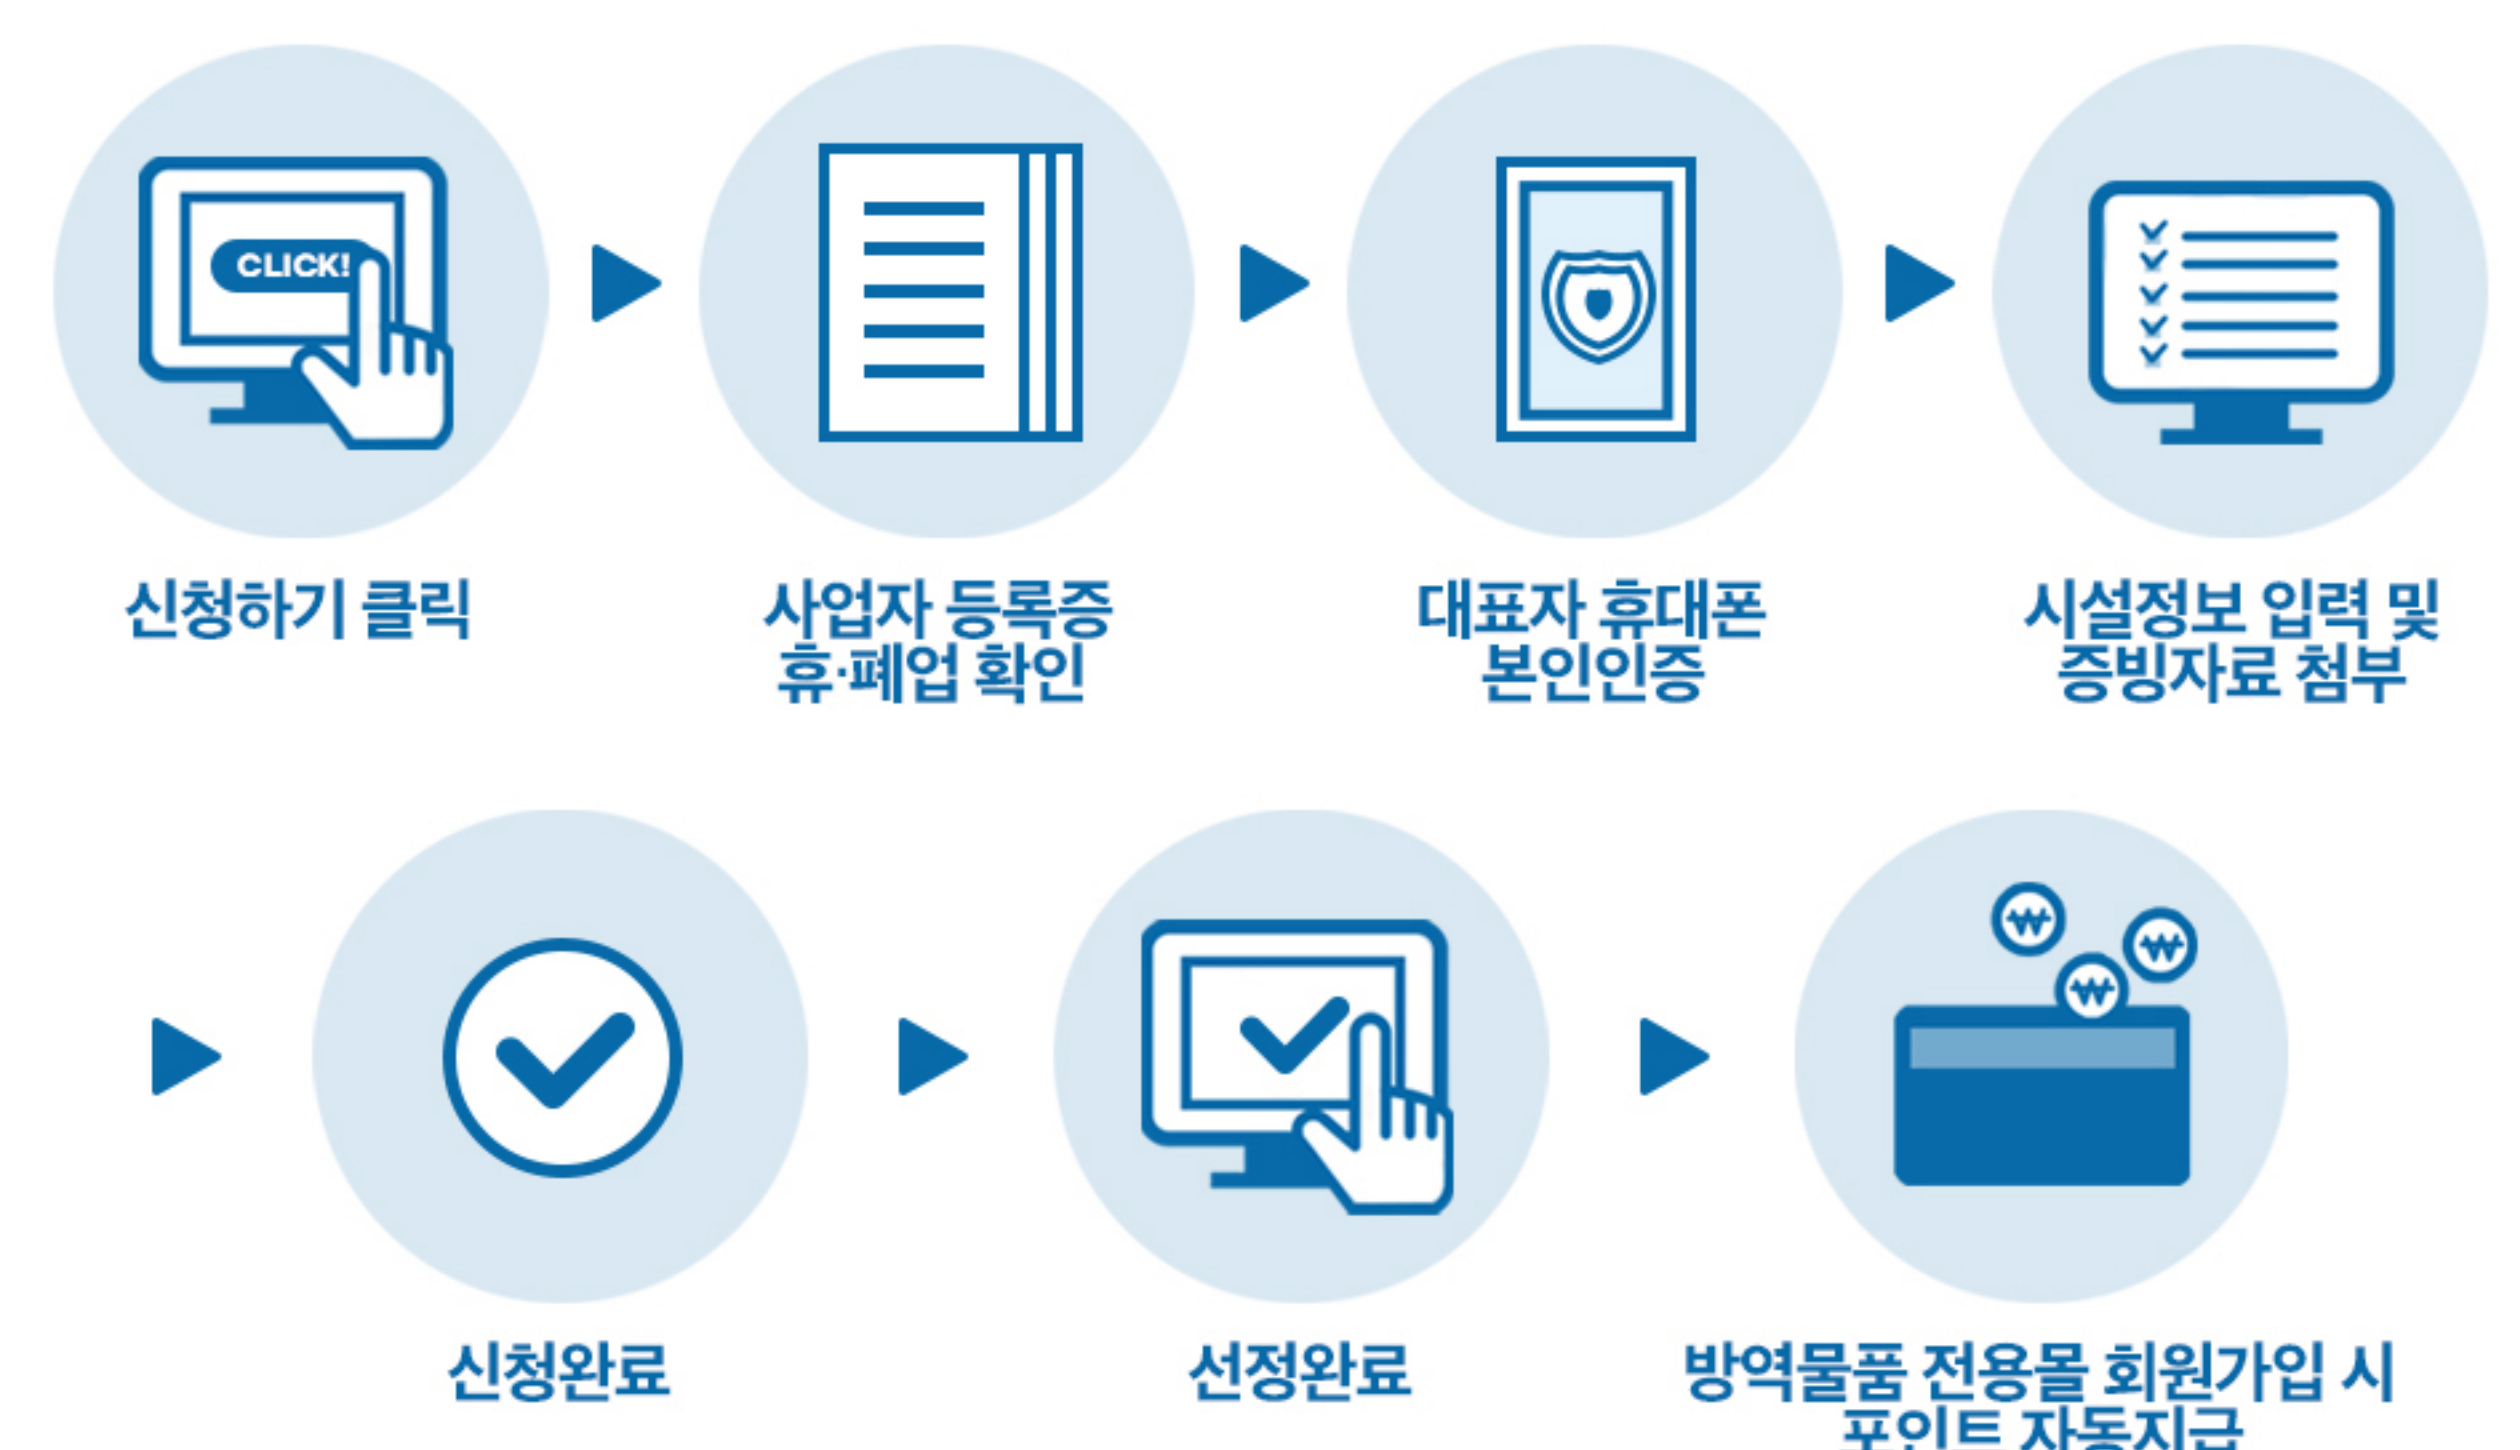 CLICK!
신청하기 클릭
사업자 등록증
휴·폐업 확인
대표자 휴대폰
본인인증
시설정보 입력 및
증빙자료 첨부
₩
₩
₩
신청완료
선정완료
방역물품 전용몰 회원가입 시
포인트 자동지급